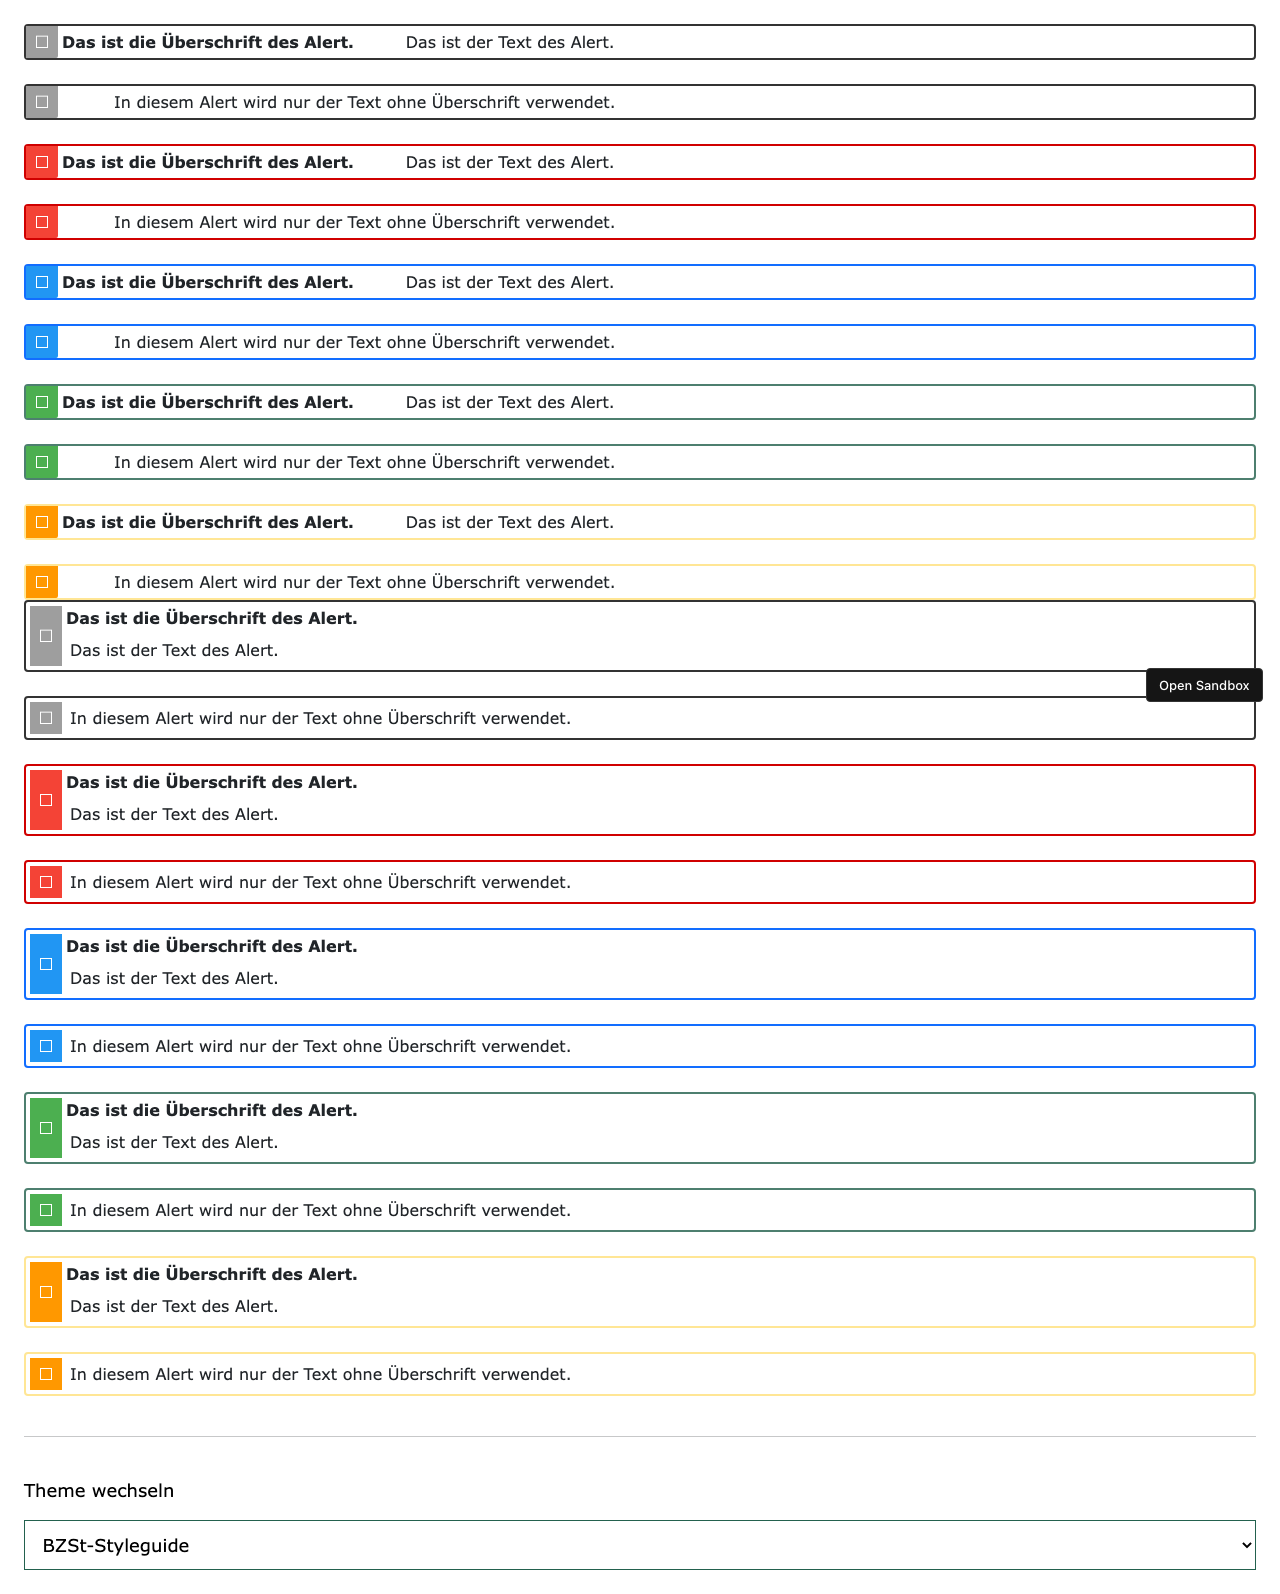 Das ist die Überschrift des Alert. Das ist der Text des Alert.
In diesem Alert wird nur der Text ohne Überschrift verwendet.
Das ist die Überschrift des Alert. Das ist der Text des Alert.
In diesem Alert wird nur der Text ohne Überschrift verwendet.
Das ist die Überschrift des Alert. Das ist der Text des Alert.
In diesem Alert wird nur der Text ohne Überschrift verwendet.
Das ist die Überschrift des Alert. Das ist der Text des Alert.
In diesem Alert wird nur der Text ohne Überschrift verwendet.
Das ist die Überschrift des Alert. Das ist der Text des Alert.
In diesem Alert wird nur der Text ohne Überschrift verwendet.
Das ist die Überschrift des Alert.
Das ist der Text des Alert.
Open Sandbox
In diesem Alert wird nur der Text ohne Überschrift verwendet.
Das ist die Überschrift des Alert.
Das ist der Text des Alert.
In diesem Alert wird nur der Text ohne Überschrift verwendet.
Das ist die Überschrift des Alert.
Das ist der Text des Alert.
In diesem Alert wird nur der Text ohne Überschrift verwendet.
Das ist die Überschrift des Alert.
Das ist der Text des Alert.
In diesem Alert wird nur der Text ohne Überschrift verwendet.
Das ist die Überschrift des Alert.
Das ist der Text des Alert.
In diesem Alert wird nur der Text ohne Überschrift verwendet.
Theme wechseln
BZSt-Styleguide